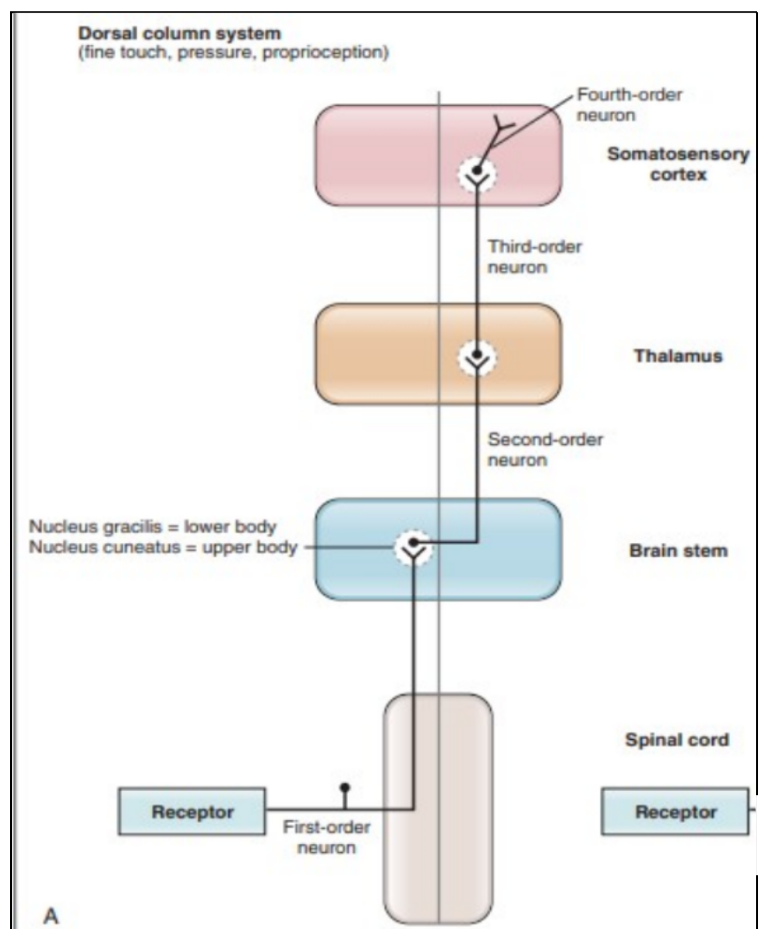 Dorsal column system
(fine touch, pressure, proprioception)
Fourth-order
neuron
Somatosensory
cortex
Third-order
neuron
Thalamus
Second-order
neuron
Nucleus gracilis = lower body
Nucleus cuneatus = upper body
Brain stem
Spinal cord
Receptor
First-order
neuron
Receptor
A